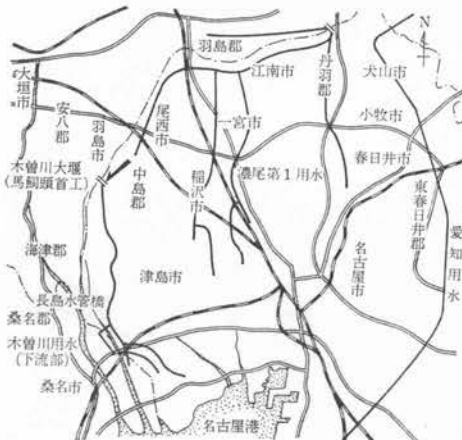 羽島郡
丹羽郡
N
大垣市
江南市
犬山市
安八郡
羽島市
尾西市
一宮市
小牧市
木曽川大堰
(馬飼頭首工)
中島郡
稲沢市
濃尾第1用水
春日井市
東春日井郡
愛知用水
海津郡
津島市
名古屋市
長島水管橋
桑名郡
木曽川用水
(下流部)
桑名市
名古屋港